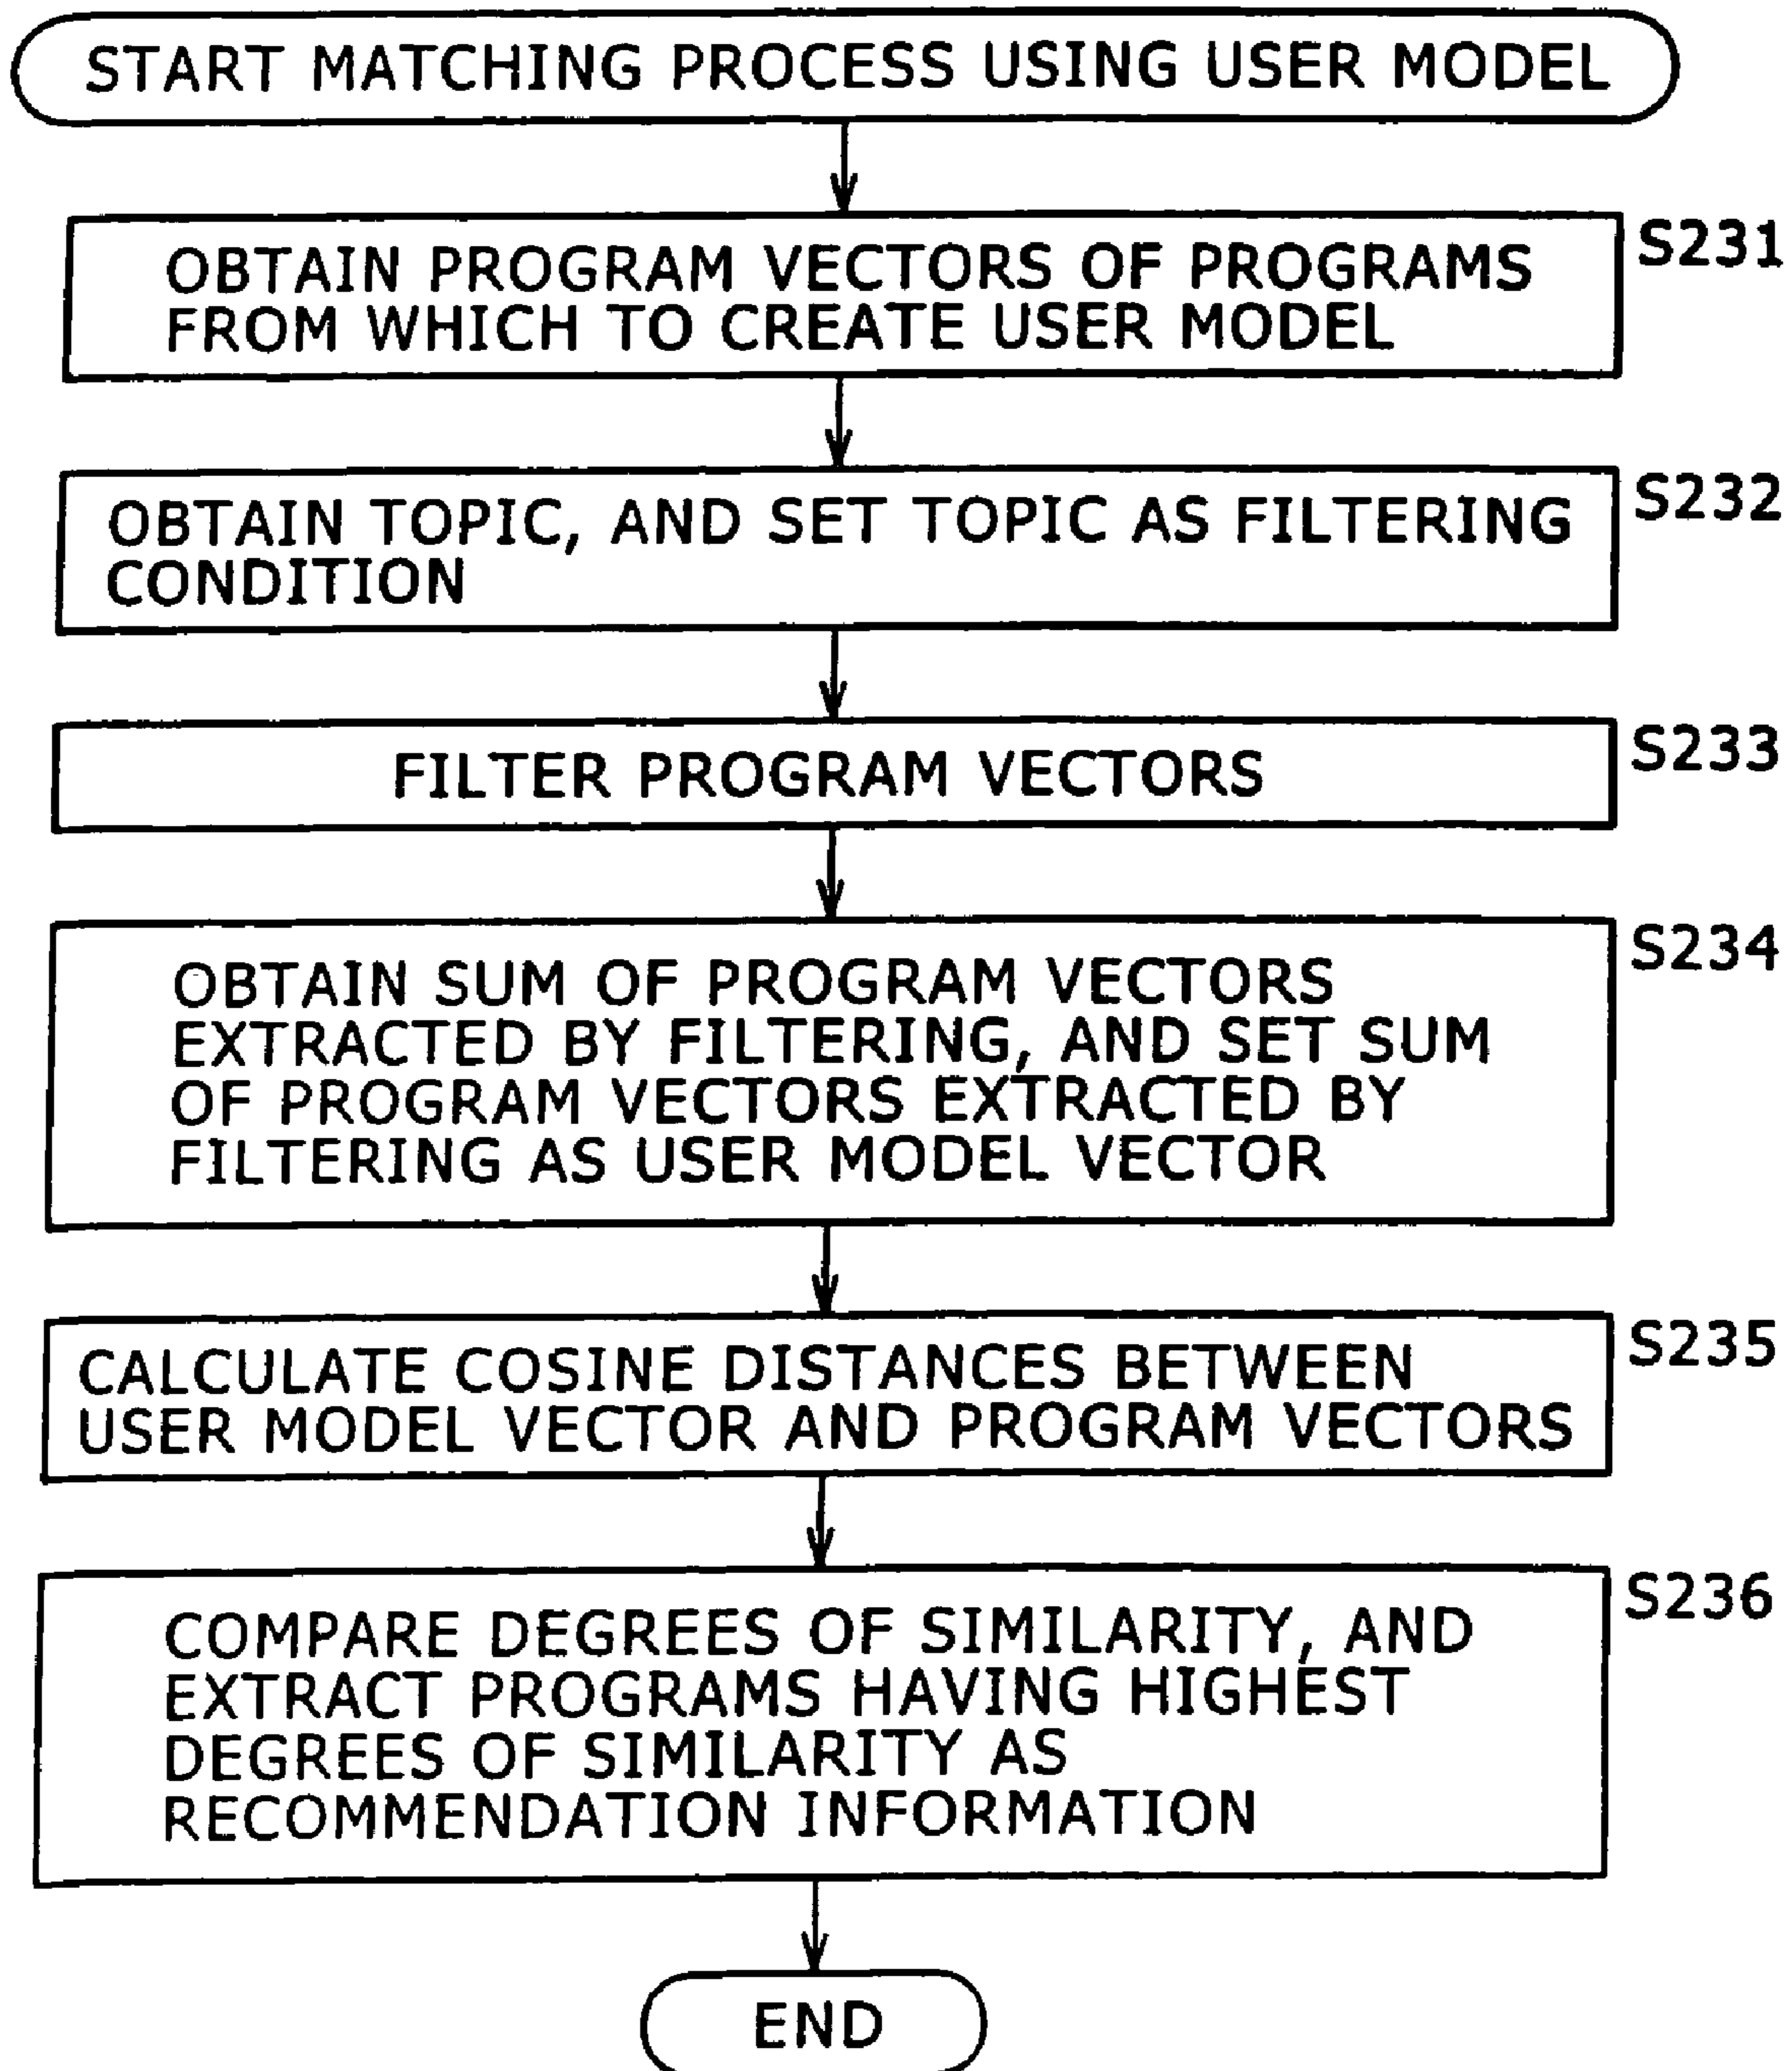 START MATCHING PROCESS USING USER MODEL
S231
OBTAIN PROGRAM VECTORS OF PROGRAMS
FROM WHICH TO CREATE USER MODEL
S232
OBTAIN TOPIC, AND SET TOPIC AS FILTERING
CONDITION
S233
FILTER PROGRAM VECTORS
S234
OBTAIN SUM OF PROGRAM VECTORS
EXTRACTED BY FILTERING, AND SET SUM
OF PROGRAM VECTORS EXTRACTED BY
FILTERING AS USER MODEL VECTOR
S235
CALCULATE COSINE DISTANCES BETWEEN
USER MODEL VECTOR AND PROGRAM VECTORS
S236
COMPARE DEGREES OF SIMILARITY, AND
EXTRACT PROGRAMS HAVING HIGHEST
DEGREES OF SIMILARITY AS
RECOMMENDATION INFORMATION
END